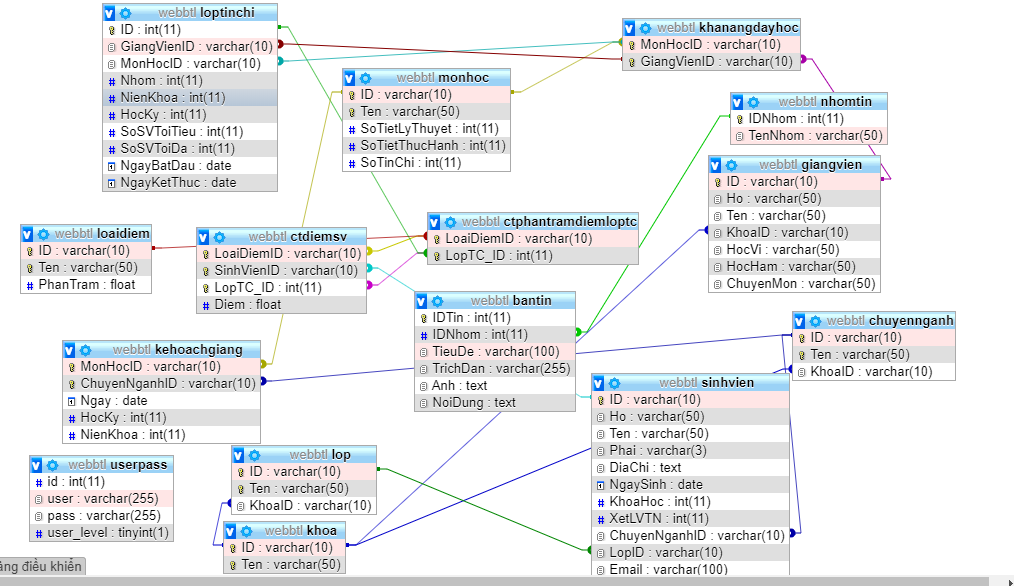 webbtl loptinchi
ID : int(11)
GiangVienID : varchar(10)
MonHocID : varchar(10)
Nhom : int(11)
NienKhoa : int(11)
HocKy : int(11)
SoSVToiTieu : int(11)
SoSVToiDa : int(11)
NgayBatDau : date
NgayKetThuc : date
webbtl khanangdayhoc
MonHocID : varchar(10)
GiangVienID : varchar(10)
webbtl monhoc
ID : varchar(10)
Ten : varchar(50)
SoTietLyThuyet : int(11)
SoTietThucHanh : int(11)
SoTinChi : int(11)
webbtl nhomtin
IDNhom : int(11)
TenNhom : varchar(50)
webbtl giangvien
ID : varchar(10)
Ho : varchar(50)
Ten : varchar(50)
KhoaID : varchar(10)
HocVi : varchar(50)
HocHam : varchar(50)
ChuyenMon : varchar(50)
webbtl loaidiem
ID : varchar(10)
Ten : varchar(50)
PhanTram : float
webbtl ctdiemsv
LoaiDiemID : varchar(10)
SinhVienID : varchar(10)
LopTC_ID : int(11)
Diem : float
webbtl ctphantramdiemloptc
LoaiDiemID : varchar(10)
LopTC_ID : int(11)
webbtl bantin
IDTin : int(11)
IDNhom : int(11)
TieuDe : varchar(100)
TrichDan : varchar(255)
Anh : text
NoiDung : text
webbtl chuyennganh
ID : varchar(10)
Ten : varchar(50)
KhoaID : varchar(10)
webbtl kehoachgiang
MonHocID : varchar(10)
ChuyenNganhID : varchar(10)
Ngay : date
HocKy : int(11)
NienKhoa : int(11)
webbtl sinhvien
ID : varchar(10)
Ho : varchar(50)
Ten : varchar(50)
Phai : varchar(3)
DiaChi : text
NgaySinh : date
KhoaHoc : int(11)
XetLVTN : int(11)
ChuyenNganhID : varchar(10)
LopID : varchar(10)
Email : varchar(100)
webbtl userpass
id : int(11)
user : varchar(255)
pass : varchar(255)
user_level : tinyint(1)
webbtl lop
ID : varchar(10)
Ten : varchar(50)
KhoaID : varchar(10)
webbtl khoa
ID : varchar(10)
Ten : varchar(50)
ảng điều khiển